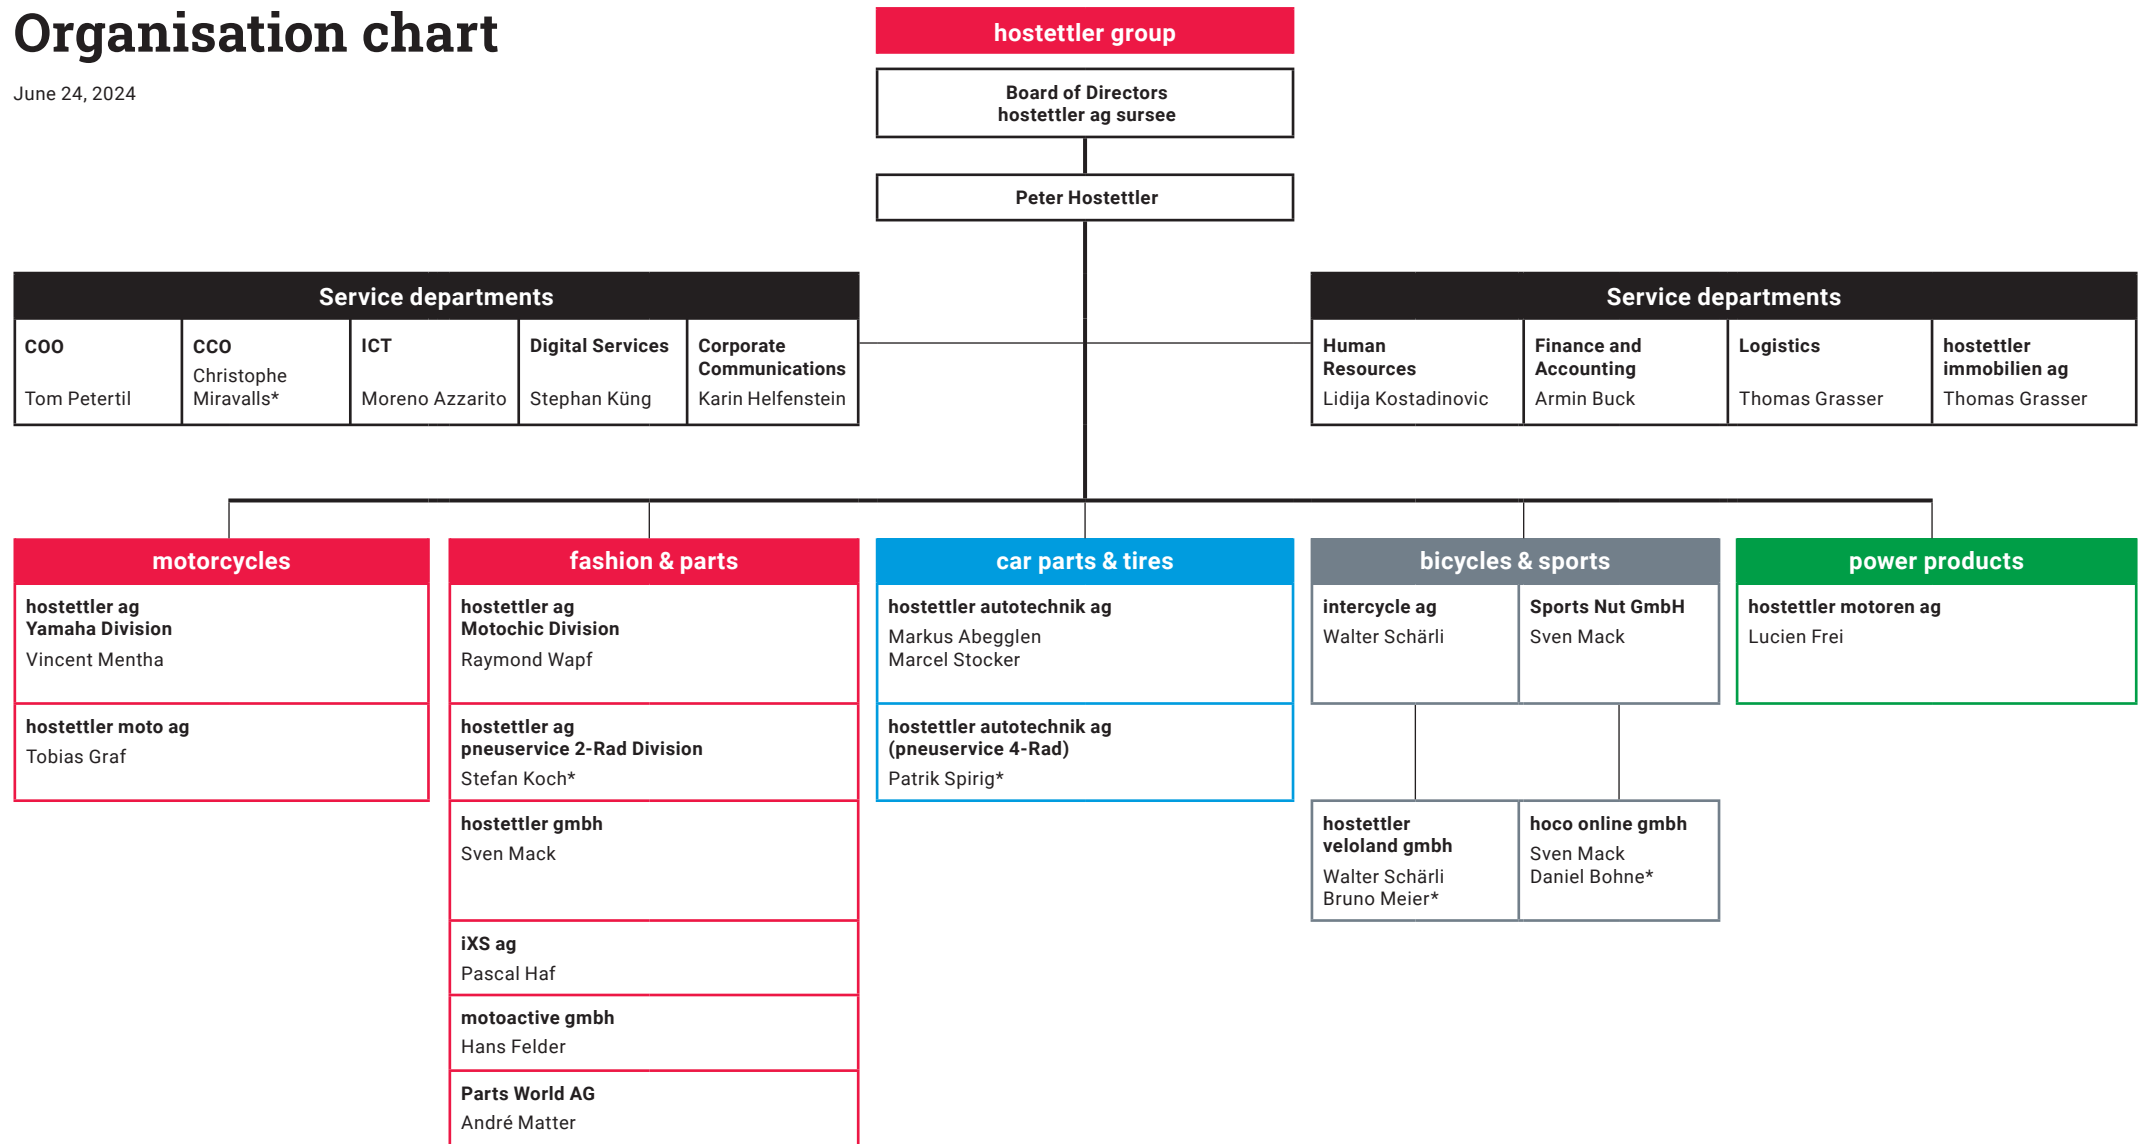 Organisation chart
June 24, 2024
hostettler group
Board of Directors
hostettler ag sursee
Peter Hostettler
Service departments
COO
Tom Petertil
CCO
Christophe
Miravalls*
ICT
Moreno Azzarito
Digital Services
Stephan Küng
Corporate
Communications
Karin Helfenstein
Service departments
Human
Resources
Lidija Kostadinovic
Finance and
Accounting
Armin Buck
Logistics
Thomas Grasser
hostettler
immobilien ag
Thomas Grasser
motorcycles
hostettler ag
Yamaha Division
Vincent Mentha
hostettler moto ag
Tobias Graf
fashion & parts
hostettler ag
Motochic Division
Raymond Wapf
hostettler ag
pneuservice 2-Rad Division
Stefan Koch*
hostettler gmbh
Sven Mack
iXS ag
Pascal Haf
motoactive gmbh
Hans Felder
Parts World AG
André Matter
car parts & tires
hostettler autotechnik ag
Markus Abegglen
Marcel Stocker
hostettler autotechnik ag
(pneuservice 4-Rad)
Patrik Spirig*
bicycles & sports
intercycle ag
Walter Schärli
Sports Nut GmbH
Sven Mack
hostettler
veloland gmbh
Walter Schärli
Bruno Meier*
hoco online gmbh
Sven Mack
Daniel Bohne*
power products
hostettler motoren ag
Lucien Frei